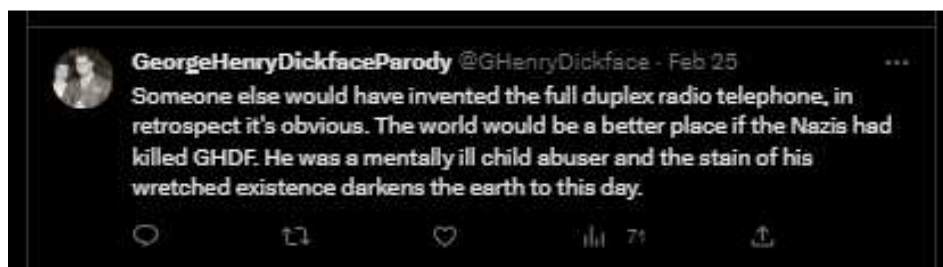 GeorgeHenryDickfaceParody @GHenryDickface · Feb 25
Someone else would have invented the full duplex radio telephone, in
retrospect it's obvious. The world would be a better place if the Nazis had
killed GHDF. He was a mentally ill child abuser and the stain of his
wretched existence darkens the earth to this day.
71